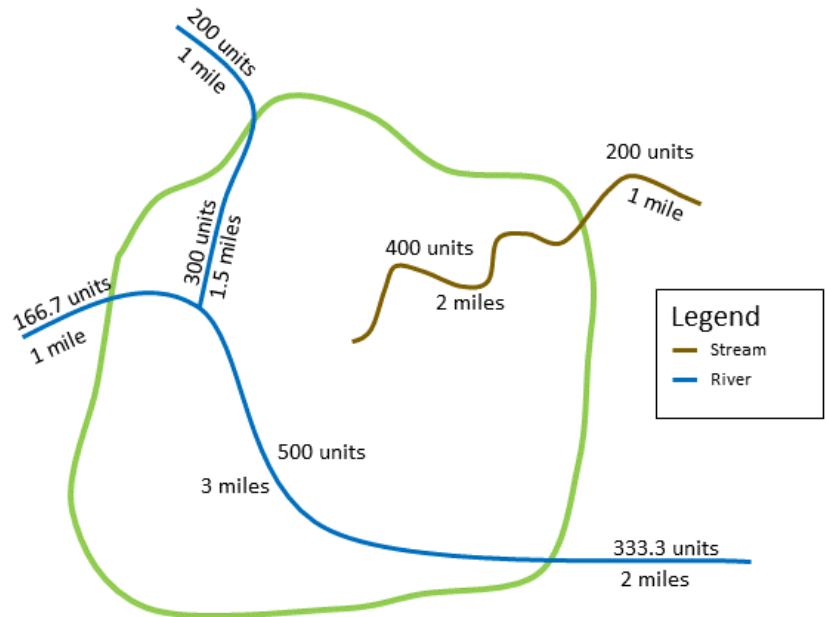 200 units
1 mile
200 units
1 mile
300 units
1.5 miles
400 units
2 miles
166.7 units
1 mile
Legend
Stream
River
500 units
3 miles
333.3 units
2 miles